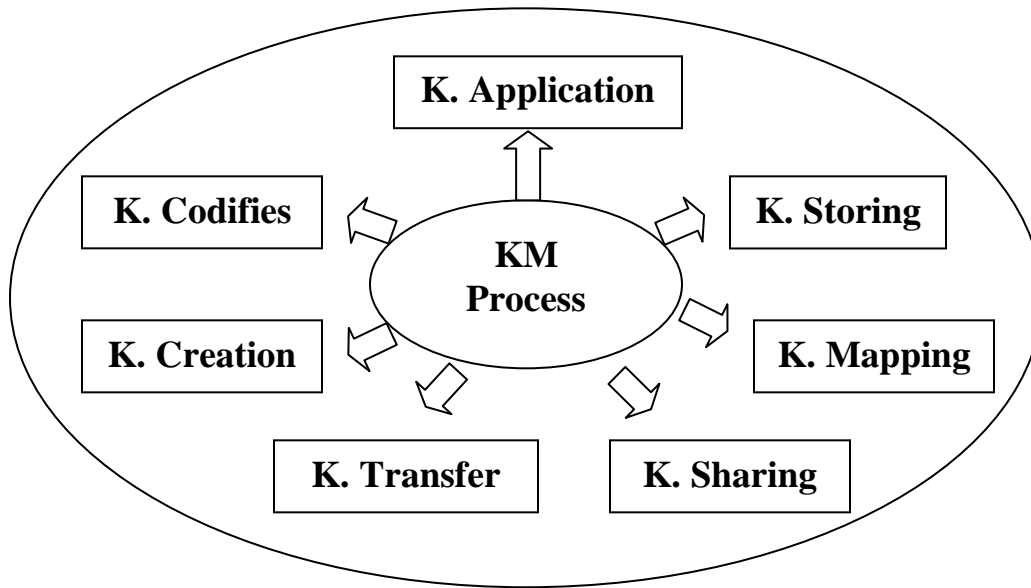 K. Application
K. Codifies
K. Storing
KM
Process
K. Creation
K. Mapping
K. Transfer
K. Sharing